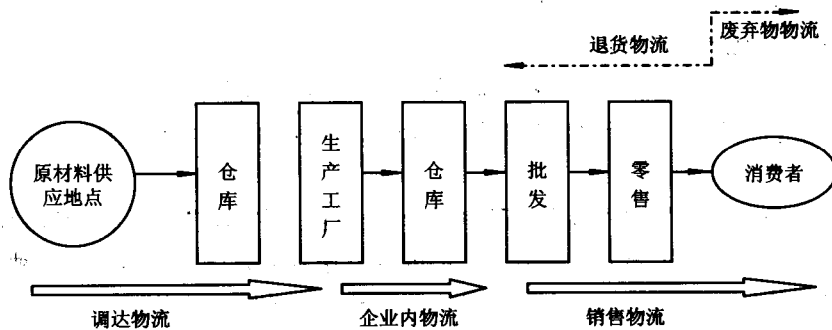 废弃物物流
退货物流
原材料供
应地点
仓库
生产工厂
仓库
批发
零售
消费者
调达物流
企业内物流
销售物流